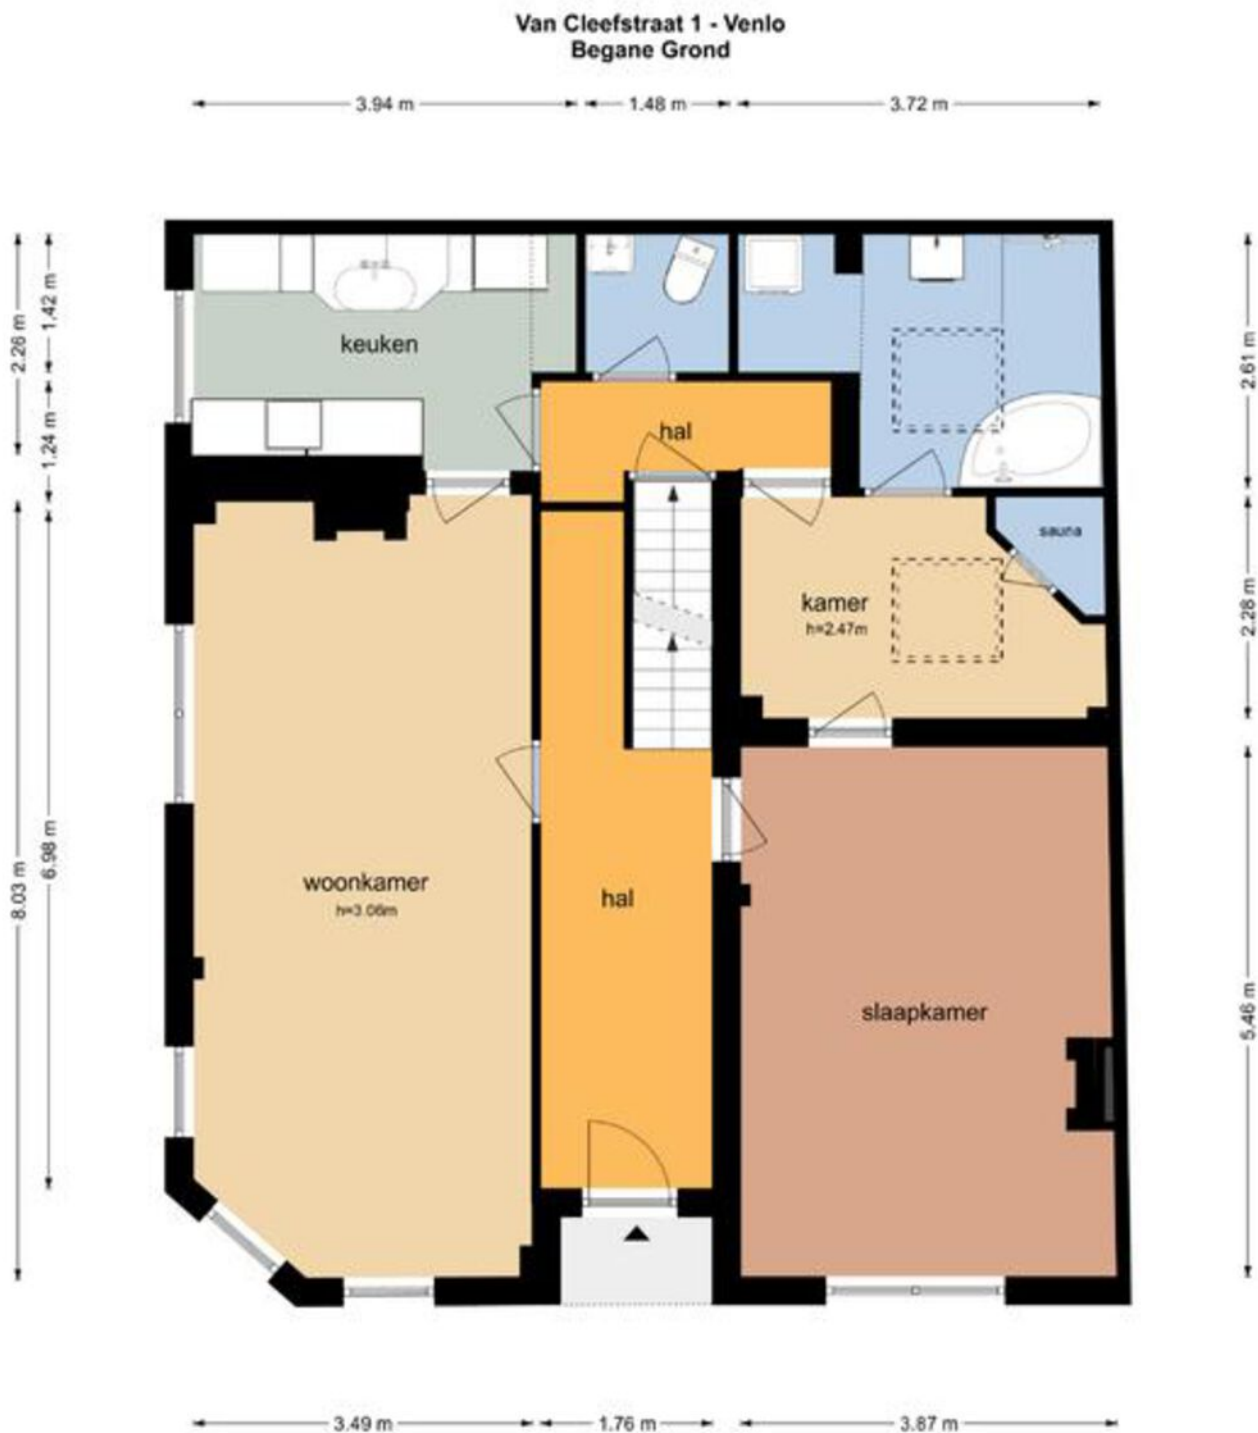 Van Cleefstraat 1 - Venlo
Begane Grond
3.94 m
1.48 m
3.72 m
2.26 m
1.42 m
1.24 m
8.03 m
6.98 m
2.61 m
2.28 m
5.46 m
keuken
hal
sauna
kamer
h=2.47m
woonkamer
h=3.06m
hal
slaapkamer
3.49 m
1.76 m
3.87 m